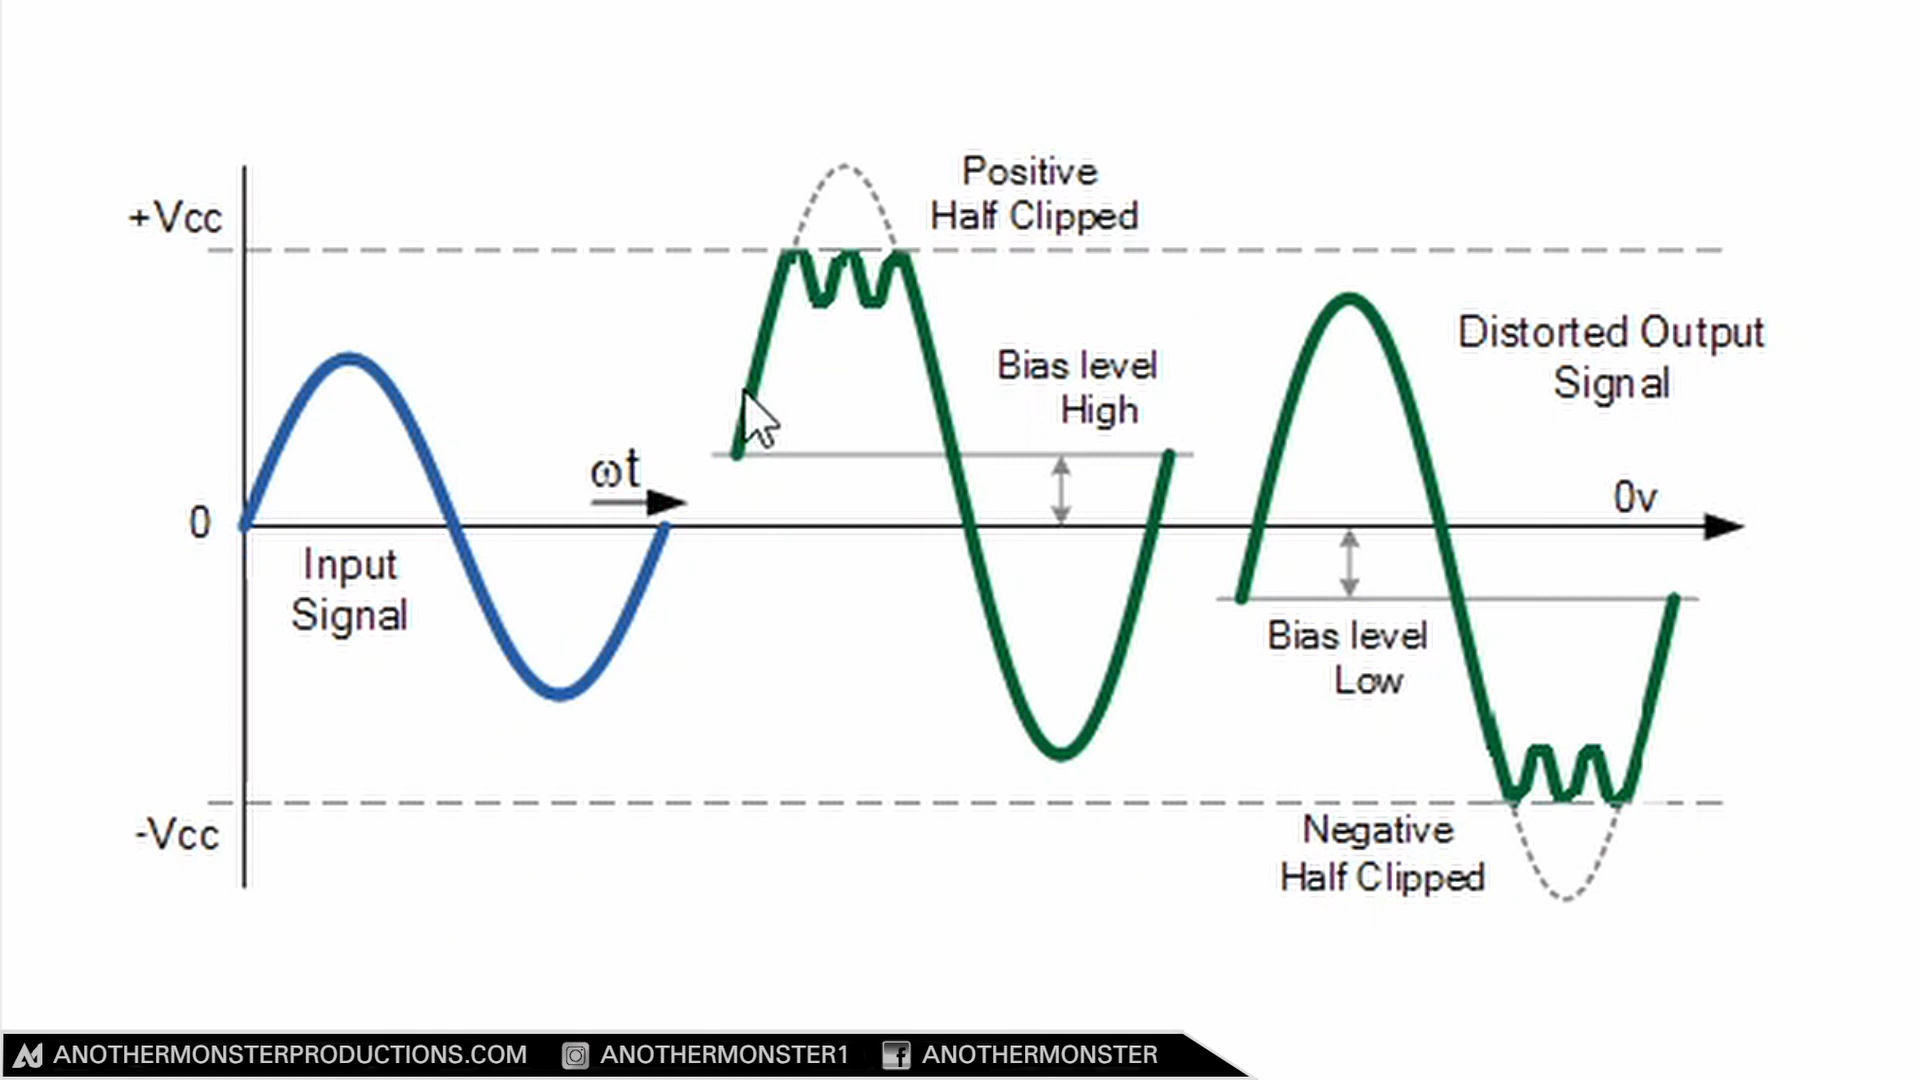 +Vcc
Positive
Half Clipped
Distorted Output
Signal
Bias level
High
ωt
0v
0
Input
Signal
Bias level
Low
-Vcc
Negative
Half Clipped
ANOTHERMONSTERPRODUCTIONS.COM ANOTHERMONSTER1 ANOTHERMONSTER